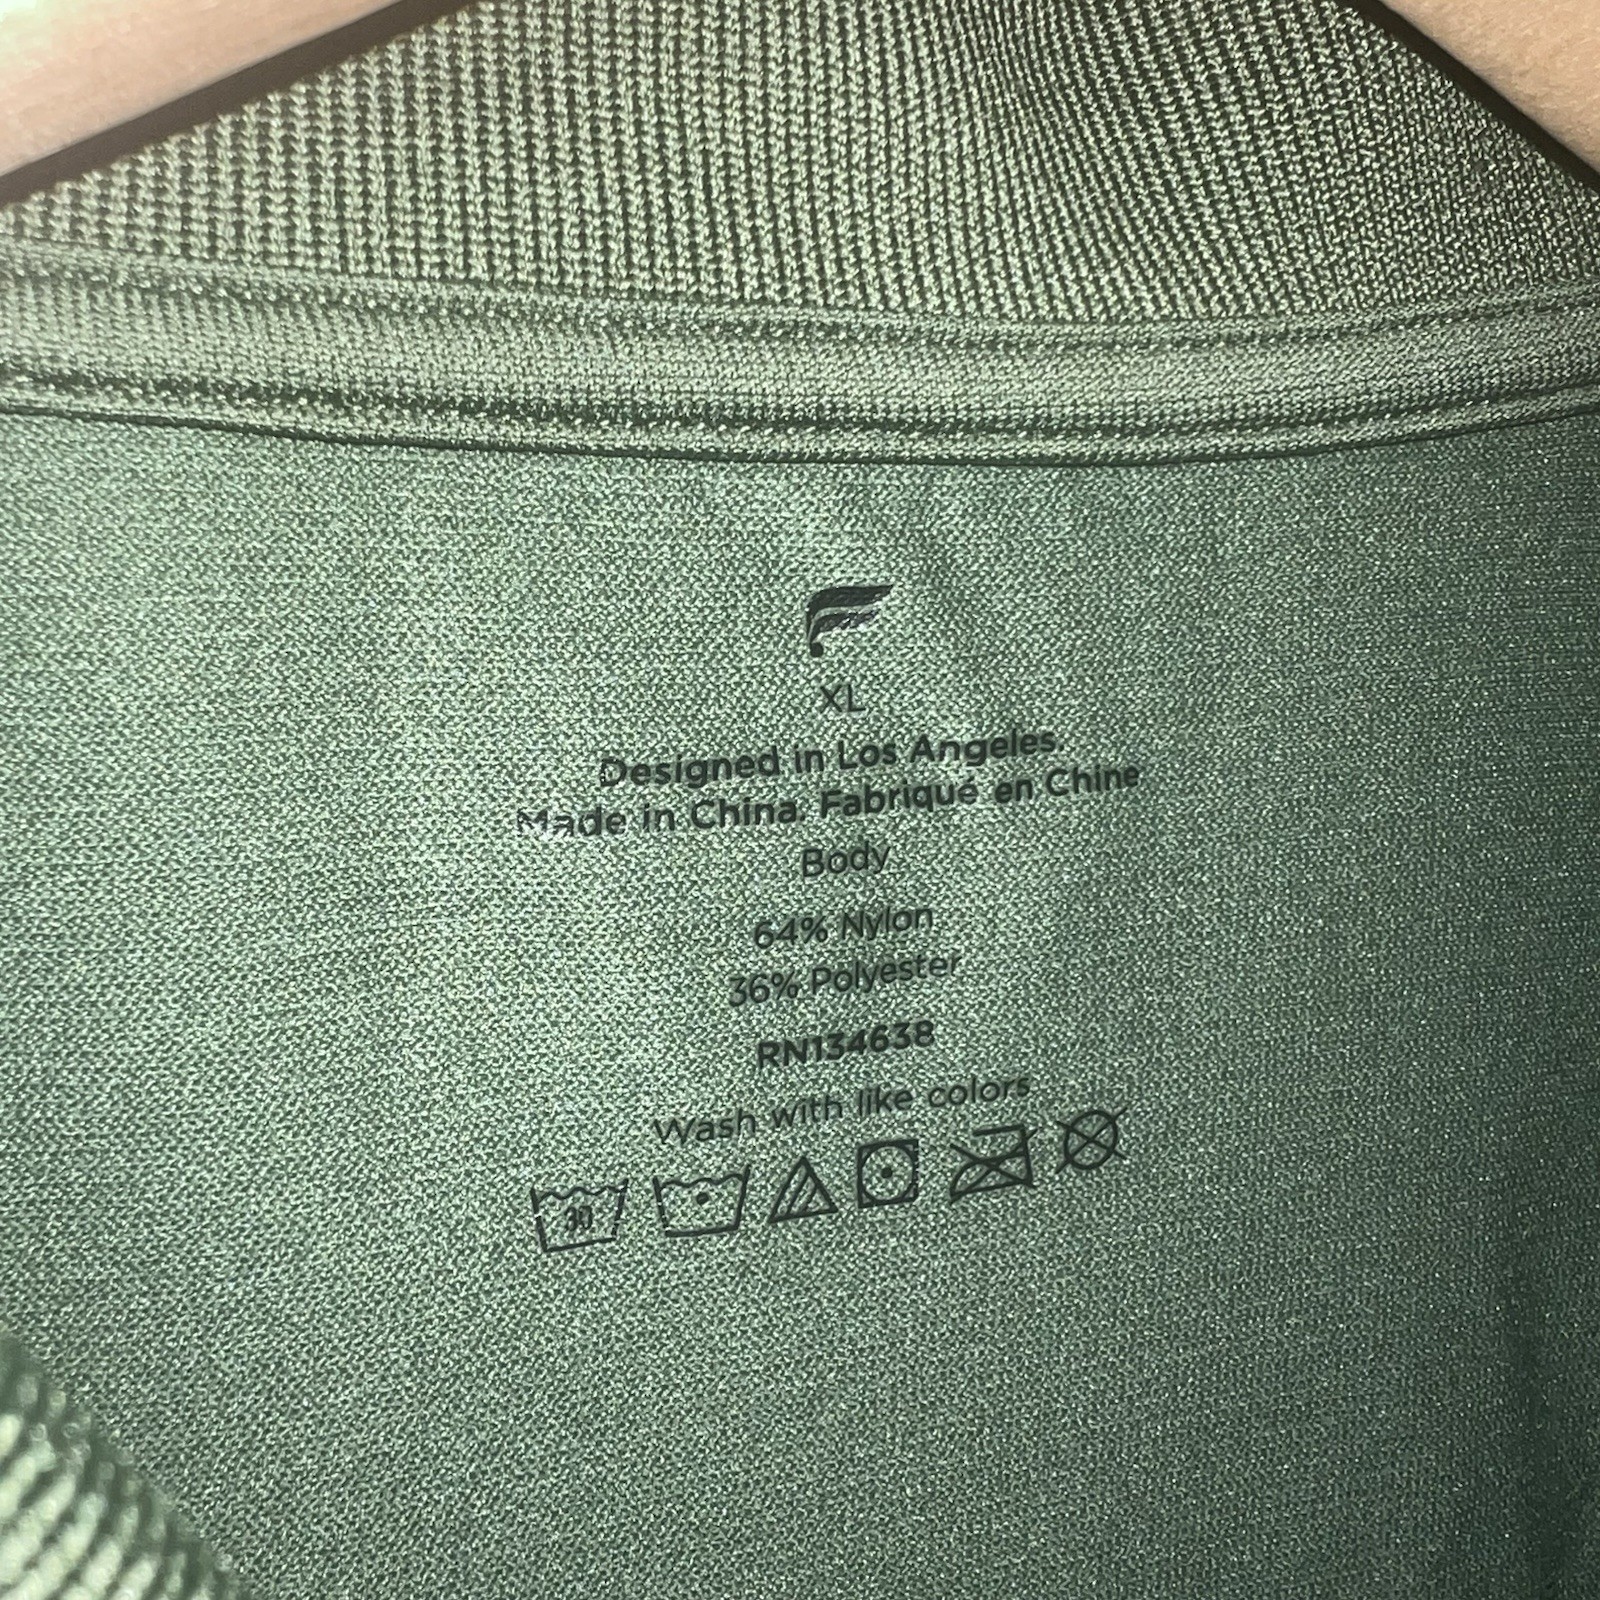 XL
Designed in Los Angeles.
Made in China. Fabriqué en Chine
Body
64% Nylon
36% Polyester
RN134638
Wash with like colors
30